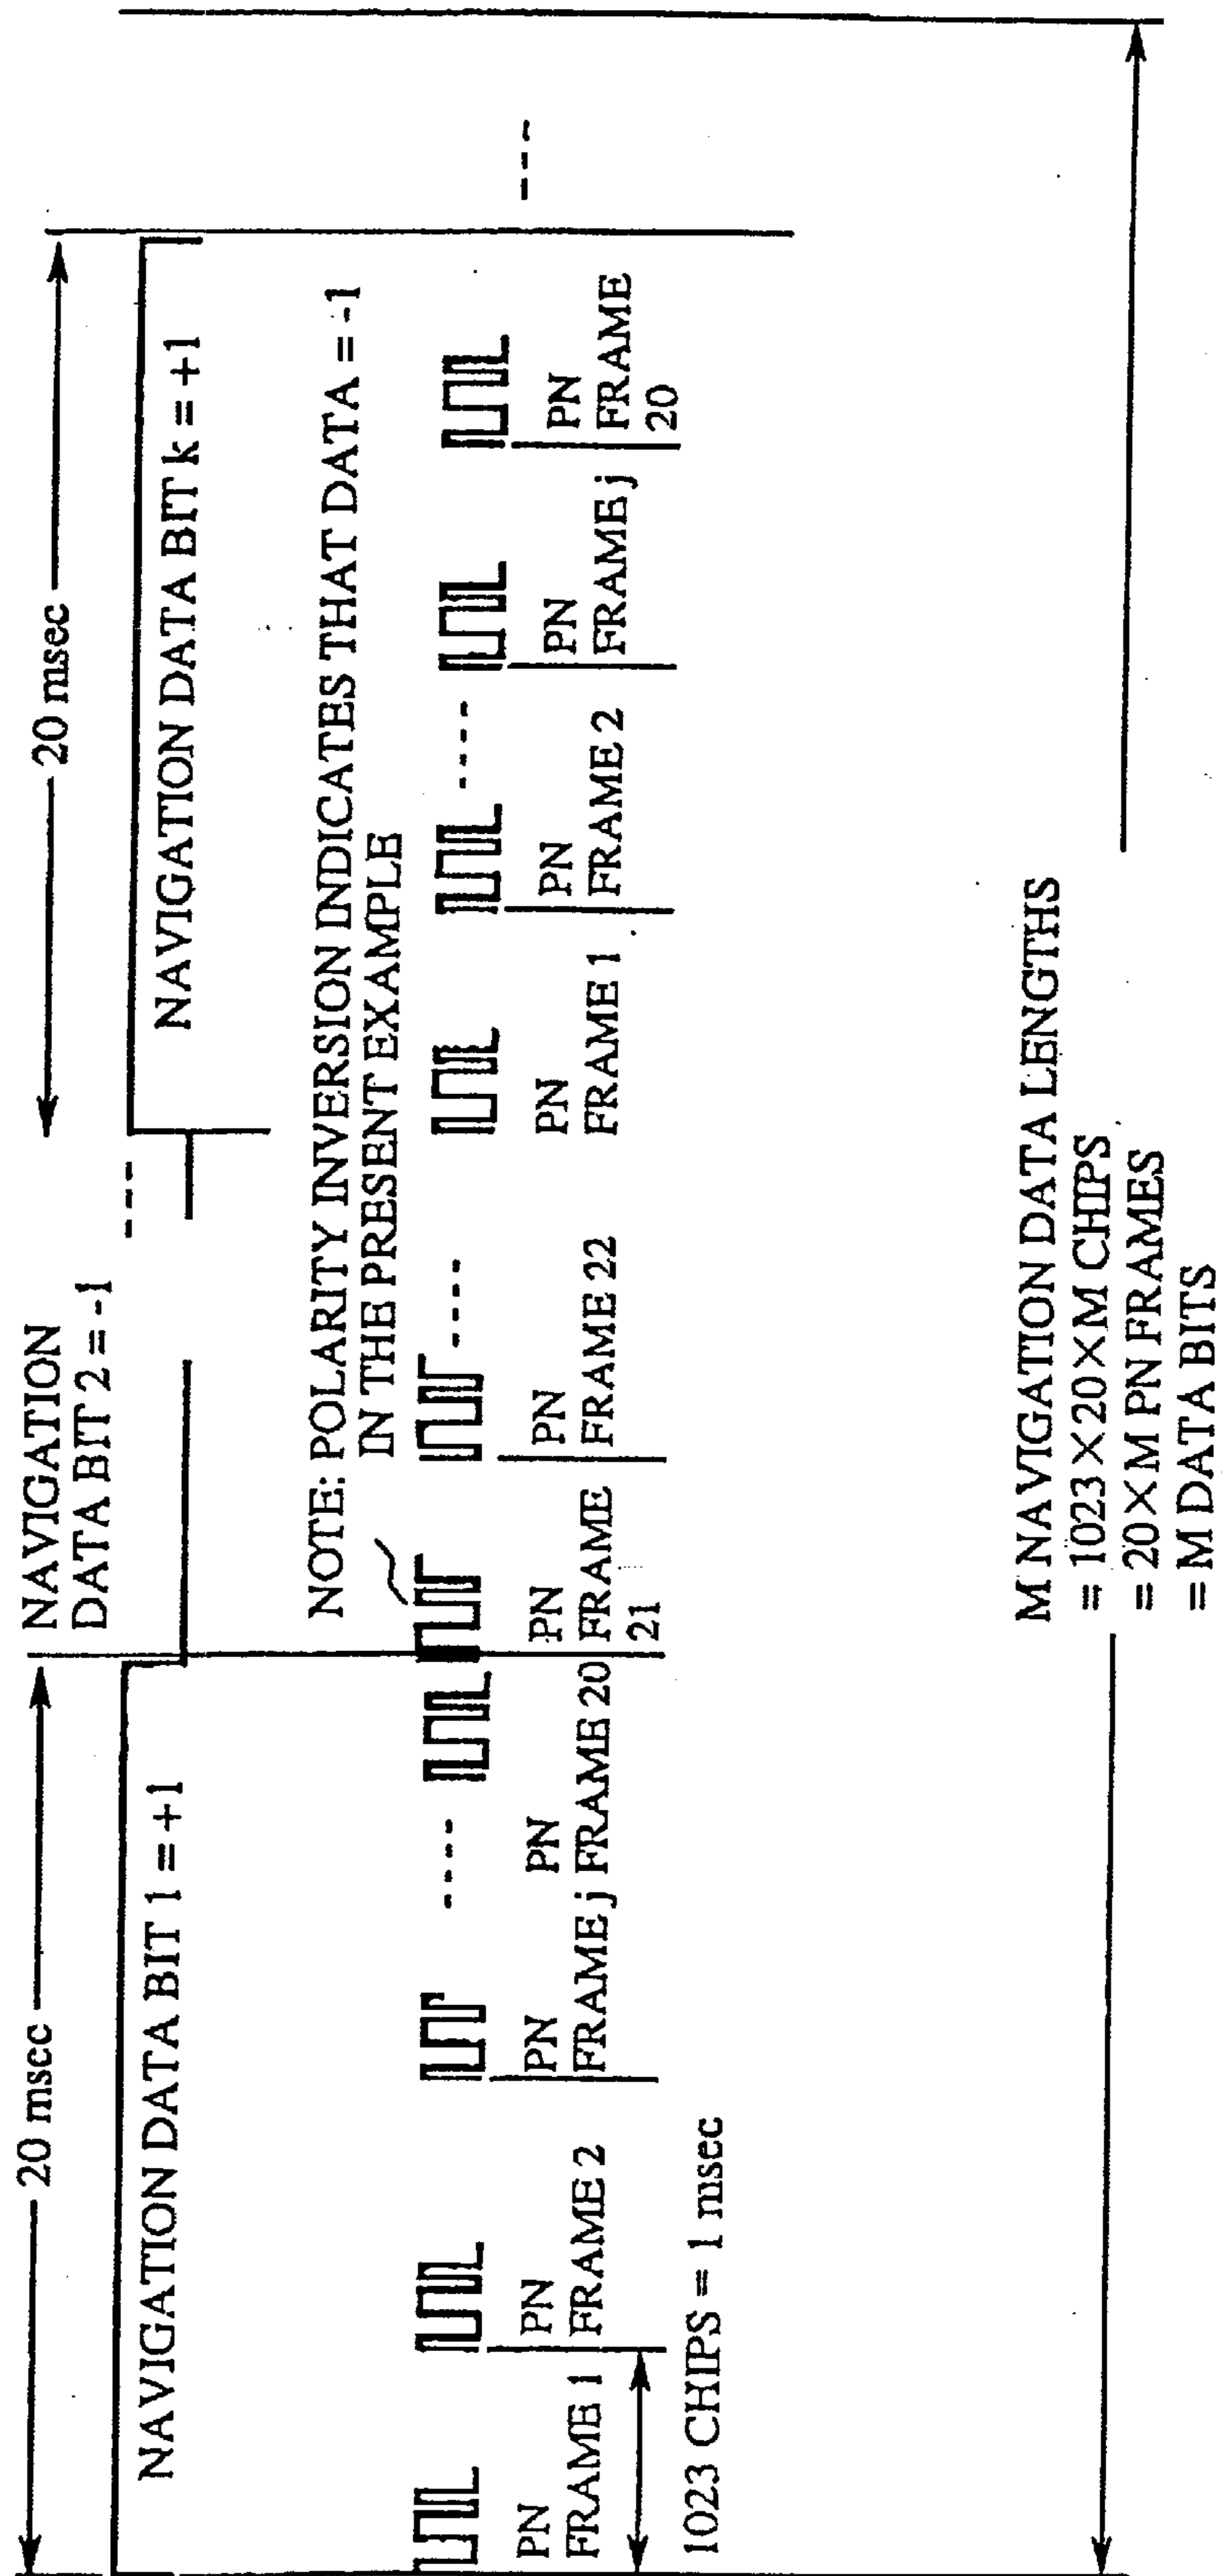 20 msec
NAVIGATION
DATA BIT 2 = -1
20 msec
NAVIGATION DATA BIT 1 = +1
NAVIGATION DATA BIT k = +1
NOTE: POLARITY INVERSION INDICATES THAT DATA = -1
IN THE PRESENT EXAMPLE
PN
FRAME 1
PN
FRAME 2
PN
FRAME j
PN
FRAME 20
PN
FRAME
21
PN
FRAME 22
PN
FRAME 1
PN
FRAME 2
PN
FRAME j
PN
FRAME
20
1023 CHIPS = 1 msec
M NAVIGATION DATA LENGTHS
= 1023×20×M CHIPS
= 20×M PN FRAMES
= M DATA BITS